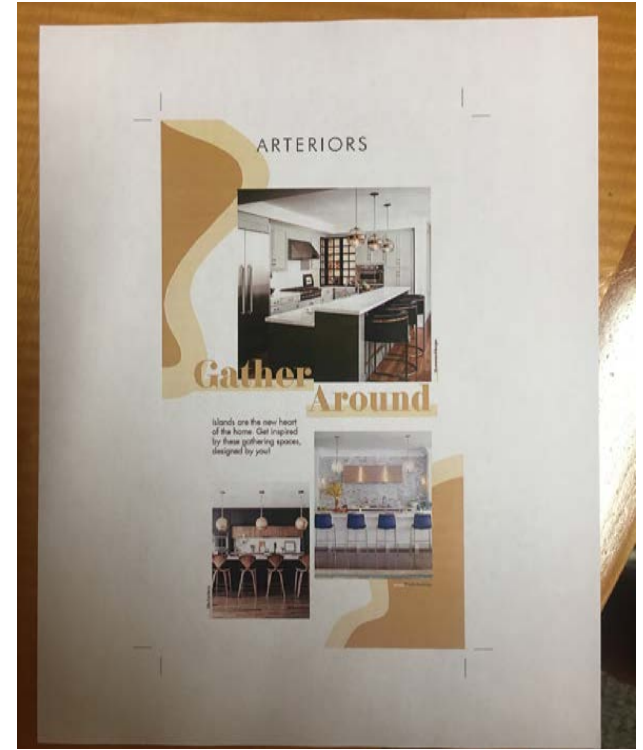 ARTERIORS
Gather
Around
Islands are the new heart
of the home. Get inspired
by these gathering spaces,
designed by you!